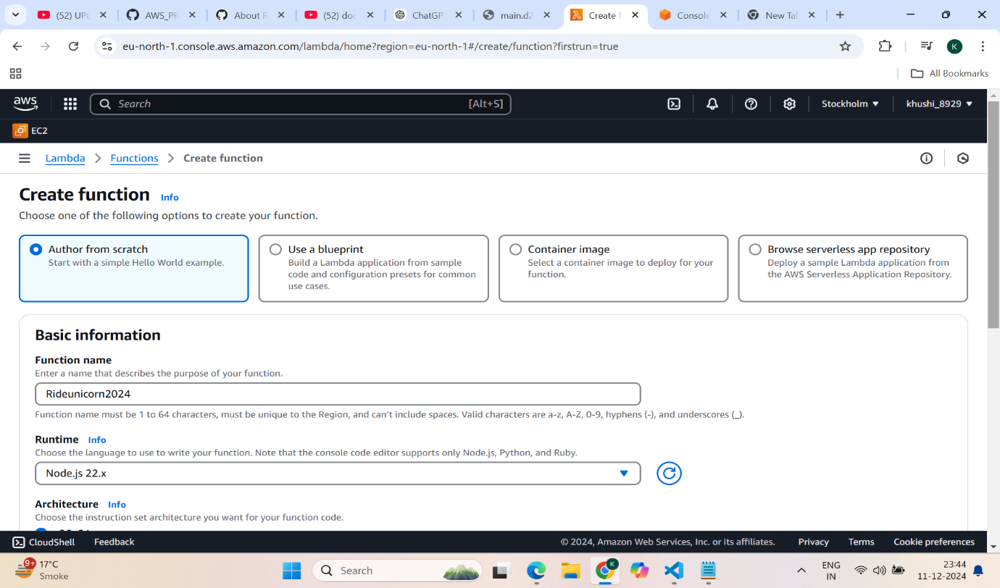 (52) UPD
AWS_PR
About R
(52) doc
ChatGP
main.d2
Create f
Console
New Tab
eu-north-1.console.aws.amazon.com/lambda/home?region=eu-north-1#/create/function?firstrun=true
K
All Bookmarks
aws
Search
[Alt+S]
Stockholm
khushi_8929
EC2
Lambda
Functions
Create function
Create function Info
Choose one of the following options to create your function.
Author from scratch
Start with a simple Hello World example.
Use a blueprint
Build a Lambda application from sample
code and configuration presets for common
use cases.
Container image
Select a container image to deploy for your
function.
Browse serverless app repository
Deploy a sample Lambda application from
the AWS Serverless Application Repository.
Basic information
Function name
Enter a name that describes the purpose of your function.
Rideunicorn2024
Function name must be 1 to 64 characters, must be unique to the Region, and can't include spaces. Valid characters are a-z, A-Z, 0-9, hyphens (-), and underscores (_).
Runtime Info
Choose the language to use to write your function. Note that the console code editor supports only Node.js, Python, and Ruby.
Node.js 22.x
Architecture Info
Choose the instruction set architecture you want for your function code.
CloudShell
Feedback
© 2024, Amazon Web Services, Inc. or its affiliates.
Privacy
Terms
Cookie preferences
9+
17°C
Smoke
Search
K
ENG
IN
23:44
11-12-2024